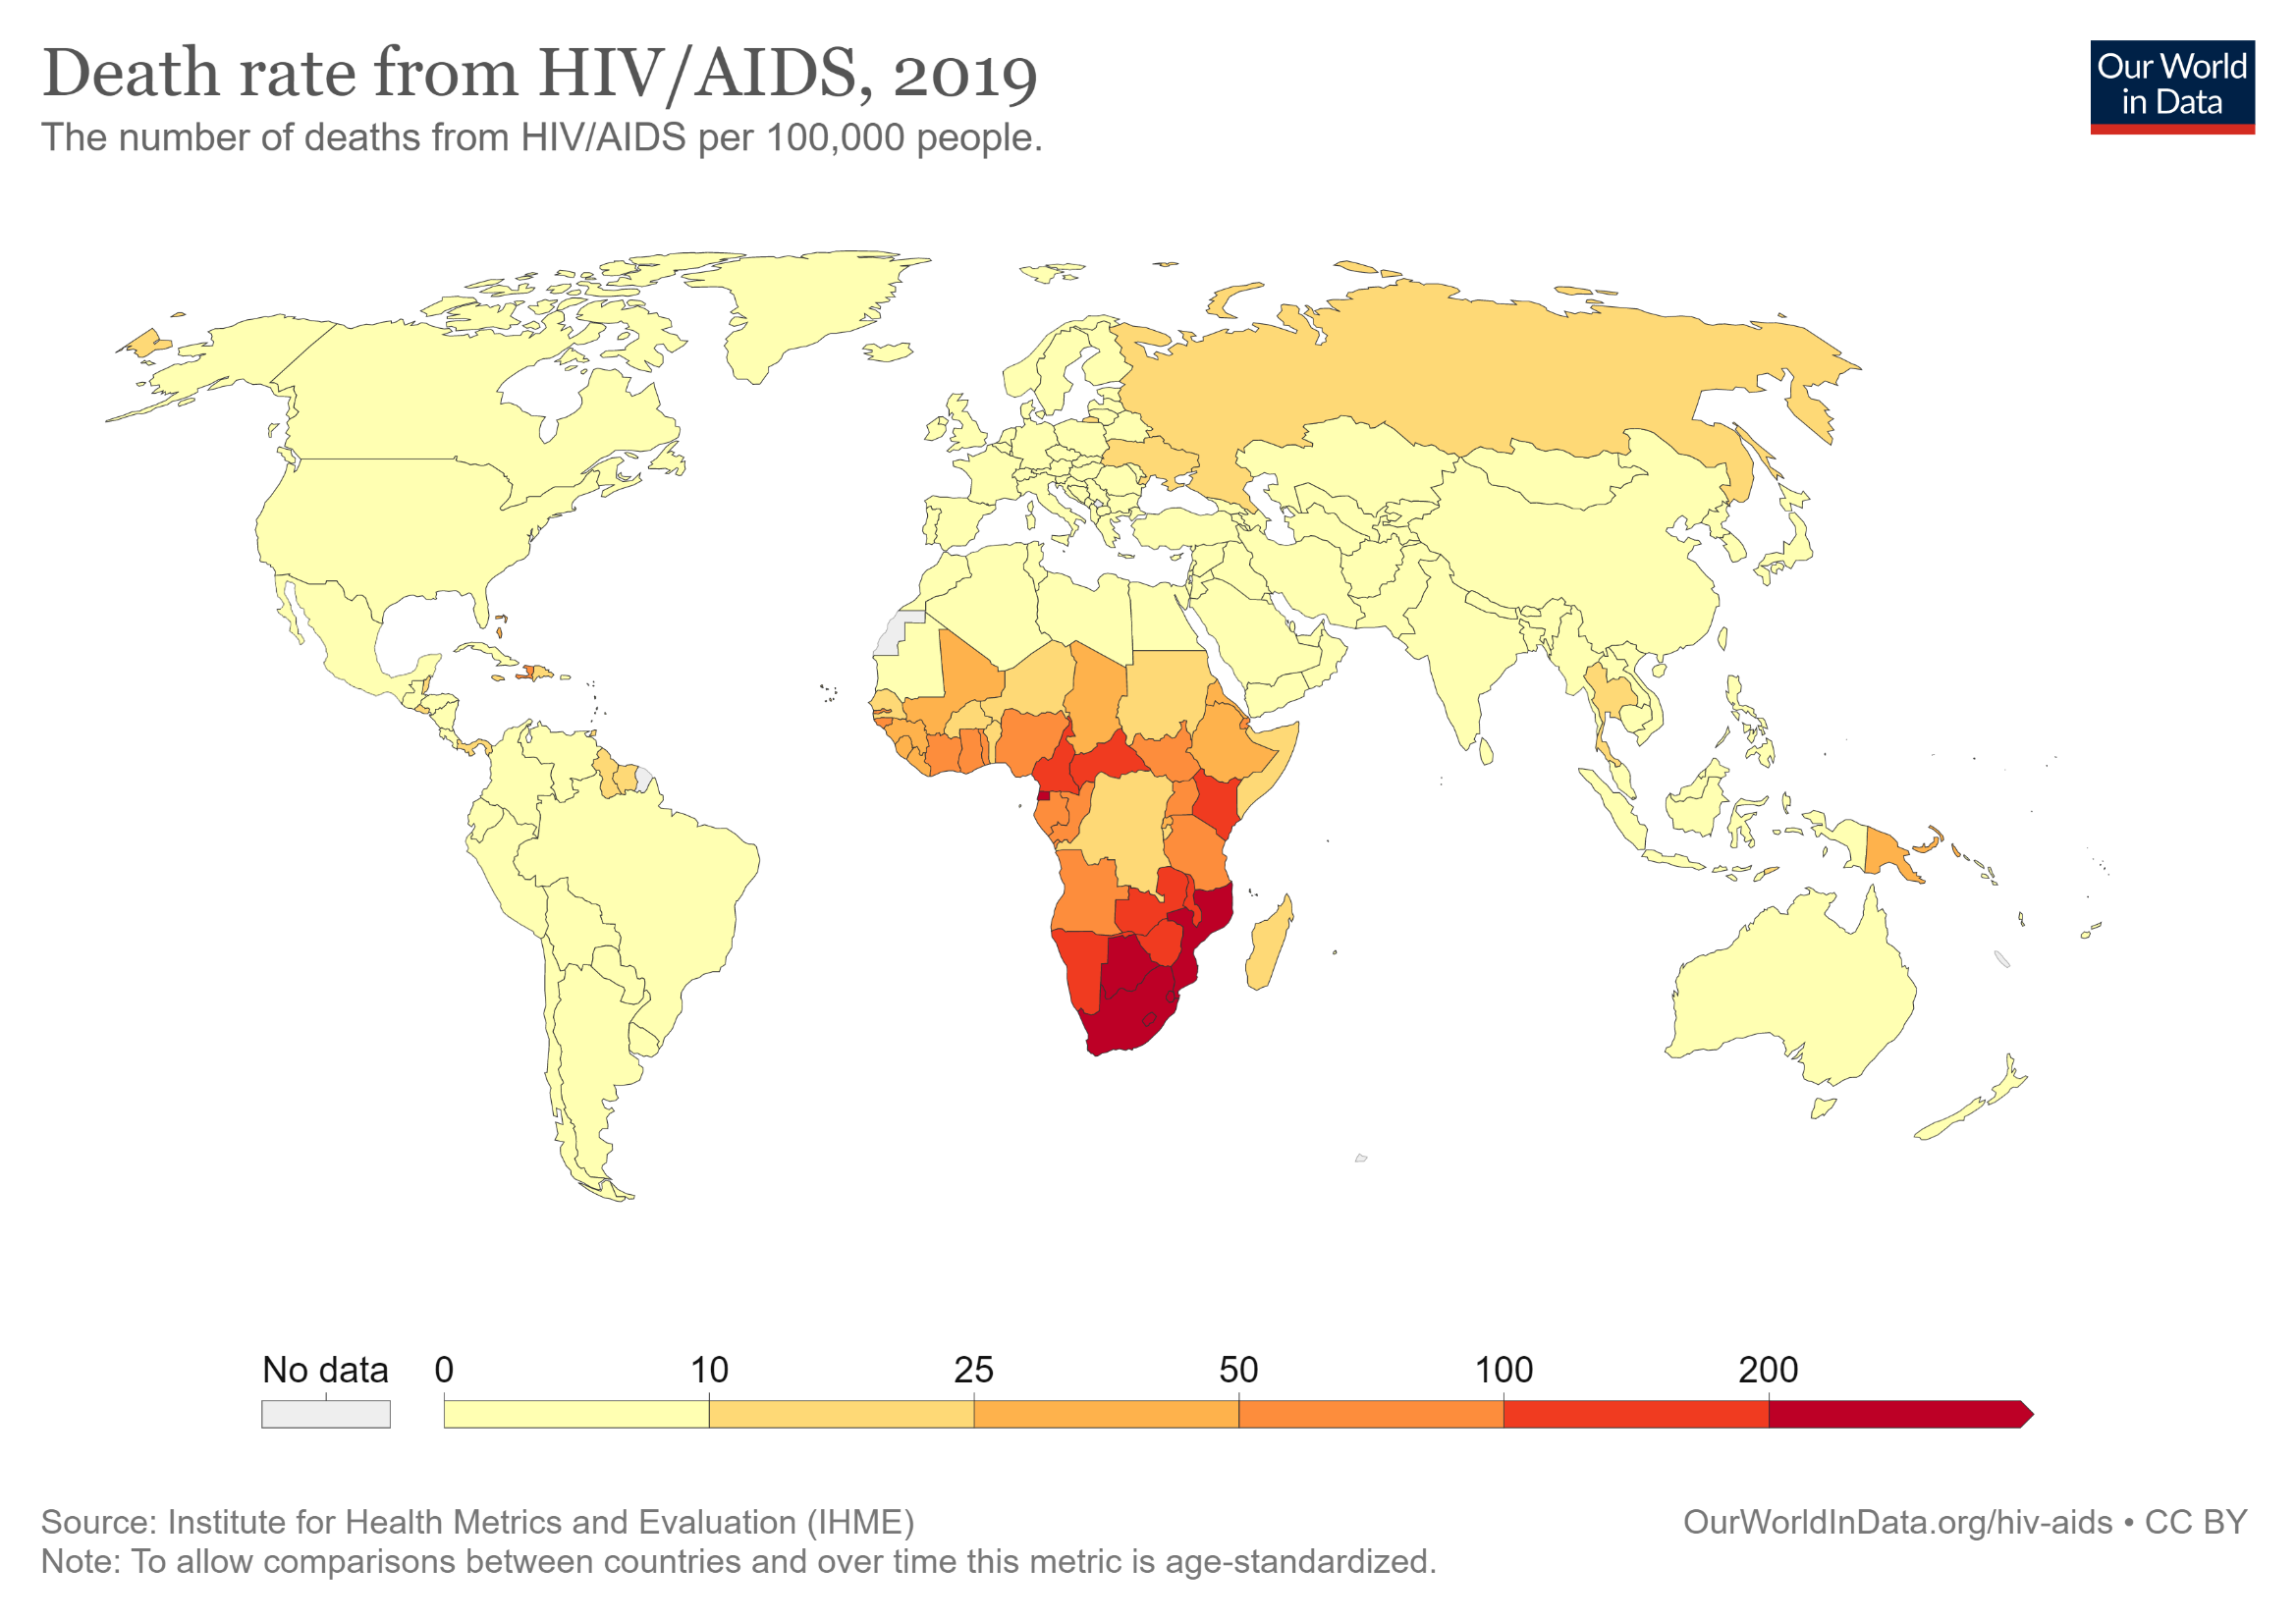 Death rate from HIV/AIDS, 2019
The number of deaths from HIV/AIDS per 100,000 people.
Our World
in Data
No data 0 10 25 50 100 200
Source: Institute for Health Metrics and Evaluation (IHME)
OurWorldInData.org/hiv-aids • CC BY
Note: To allow comparisons between countries and over time this metric is age-standardized.